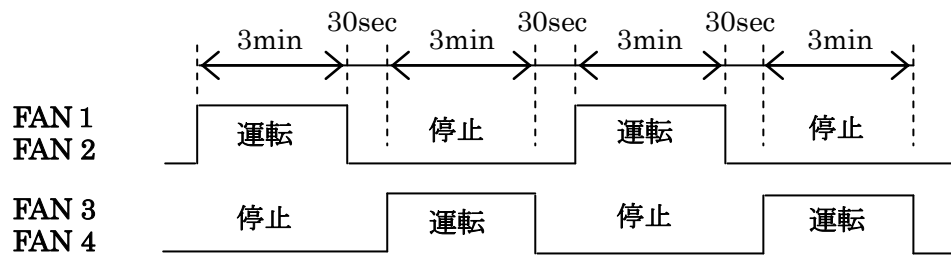 30sec 30sec 30sec
3min 3min 3min 3min
FAN 1
運転 停止 運転 停止
FAN 2
FAN 3
停止 運転 停止 運転
FAN 4